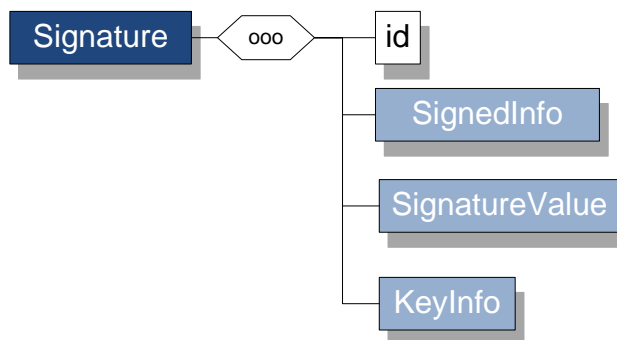 Signature
ooo
id
SignedInfo
SignatureValue
KeyInfo